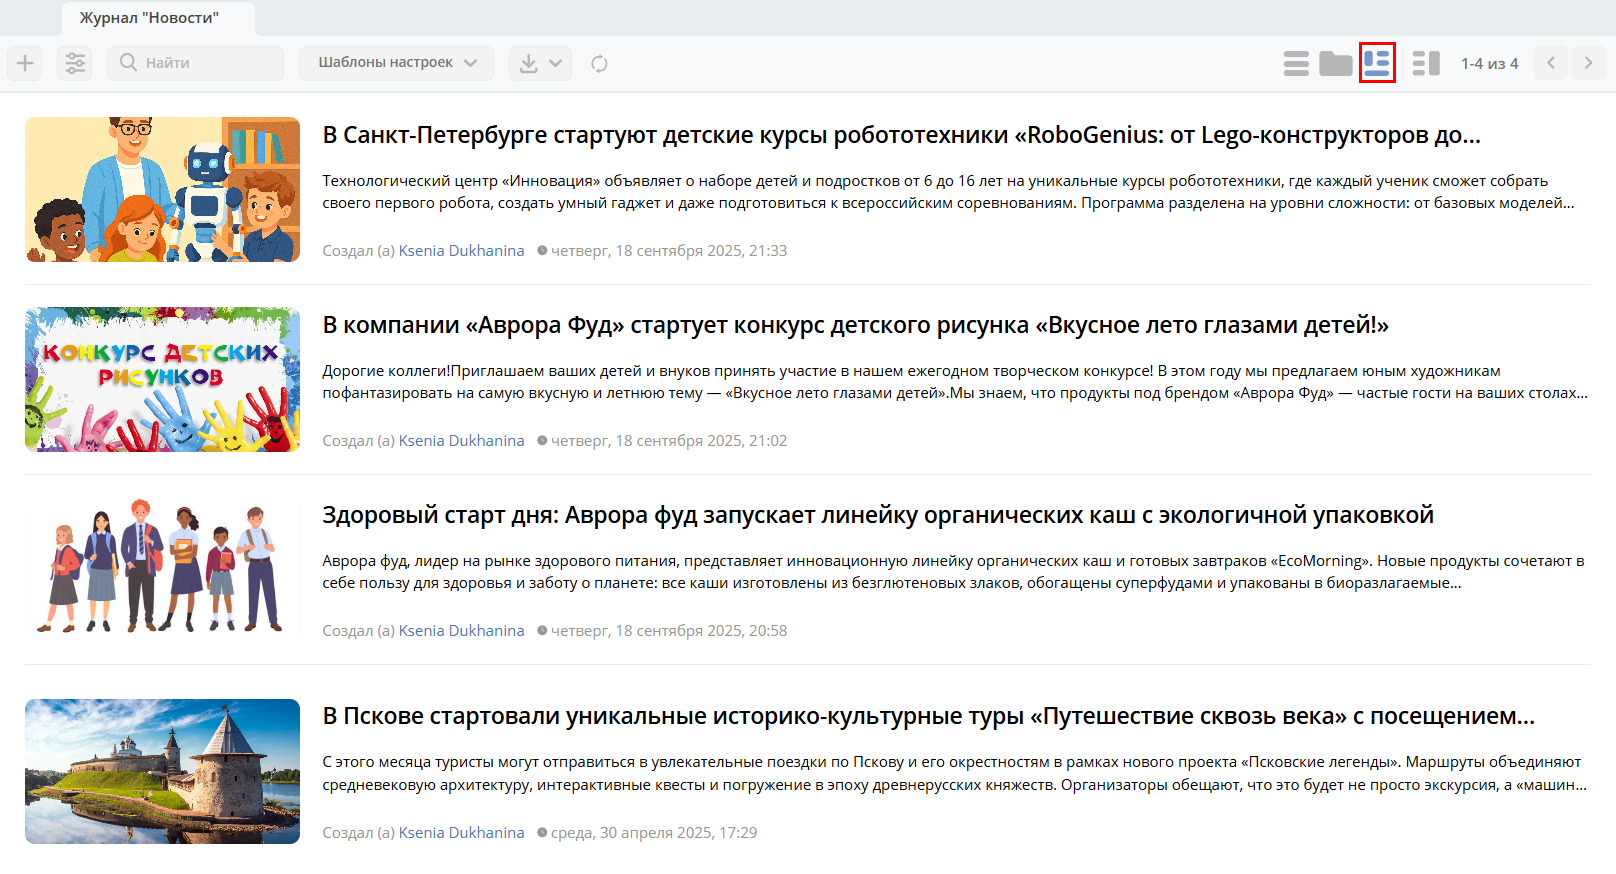 Журнал "Новости"
Найти
Шаблоны настроек
1-4 из 4
В Санкт-Петербурге стартуют детские курсы робототехники «RoboGenius: от Lego-конструкторов до...
Технологический центр «Инновация» объявляет о наборе детей и подростков от 6 до 16 лет на уникальные курсы робототехники, где каждый ученик сможет собрать
своего первого робота, создать умный гаджет и даже подготовиться к всероссийским соревнованиям. Программа разделена на уровни сложности: от базовых моделей...
Создал (а) Ksenia Dukhanina четверг, 18 сентября 2025, 21:33
КОНКУРС ДЕТСКИХ
РИСУНКОВ
В компании «Аврора Фуд» стартует конкурс детского рисунка «Вкусное лето глазами детей!»
Дорогие коллеги!Приглашаем ваших детей и внуков принять участие в нашем ежегодном творческом конкурсе! В этом году мы предлагаем юным художникам
пофантазировать на самую вкусную и летнюю тему — «Вкусное лето глазами детей».Мы знаем, что продукты под брендом «Аврора Фуд» — частые гости на ваших столах...
Создал (а) Ksenia Dukhanina четверг, 18 сентября 2025, 21:02
Здоровый старт дня: Аврора фуд запускает линейку органических каш с экологичной упаковкой
Аврора фуд, лидер на рынке здорового питания, представляет инновационную линейку органических каш и готовых завтраков «EcoMorning». Новые продукты сочетают в
себе пользу для здоровья и заботу о планете: все каши изготовлены из безглютеновых злаков, обогащены суперфудами и упакованы в биоразлагаемые...
Создал (а) Ksenia Dukhanina четверг, 18 сентября 2025, 20:58
В Пскове стартовали уникальные историко-культурные туры «Путешествие сквозь века» с посещением...
С этого месяца туристы могут отправиться в увлекательные поездки по Пскову и его окрестностям в рамках нового проекта «Псковские легенды». Маршруты объединяют
средневековую архитектуру, интерактивные квесты и погружение в эпоху древнерусских княжеств. Организаторы обещают, что это будет не просто экскурсия, а «машин...
Создал (а) Ksenia Dukhanina среда, 30 апреля 2025, 17:29